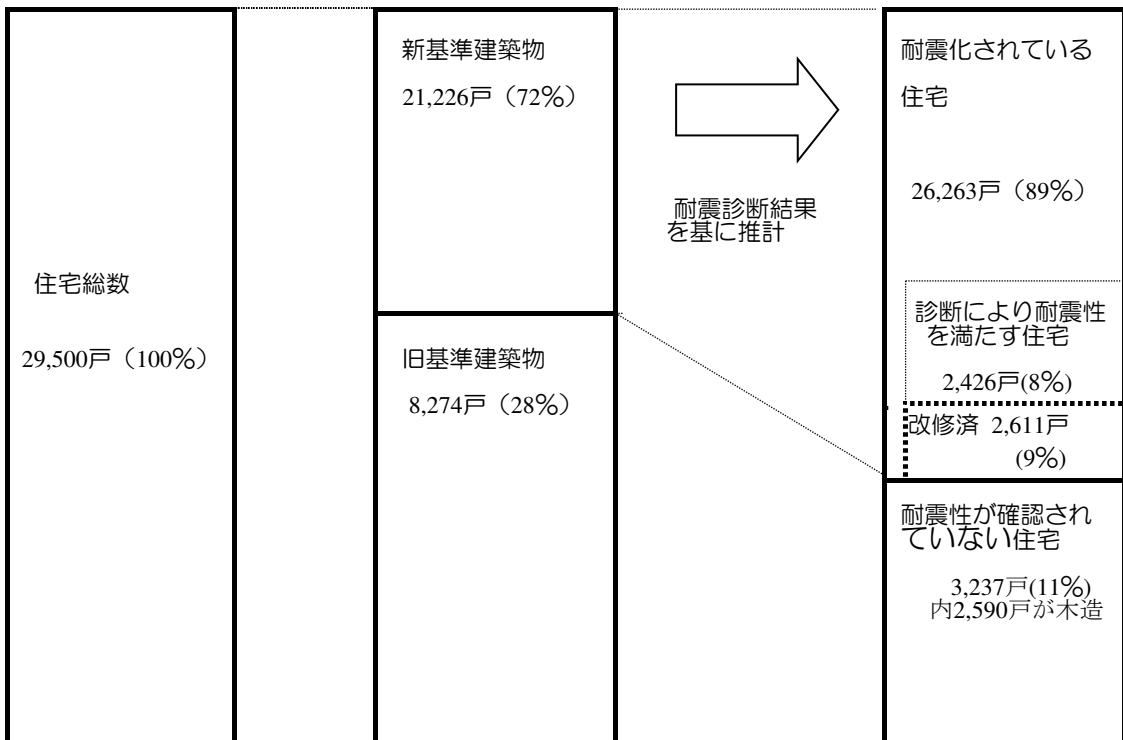 住宅総数
29,500戸（100%）
新基準建築物
21,226戸（72%）
旧基準建築物
8,274戸（28%）
耐震診断結果
を基に推計
耐震化されている
住宅
26,263戸（89%）
診断により耐震性
を満たす住宅
2,426戸(8%)
改修済 2,611戸
(9%)
耐震性が確認され
ていない住宅
3,237戸(11%)
内2,590戸が木造